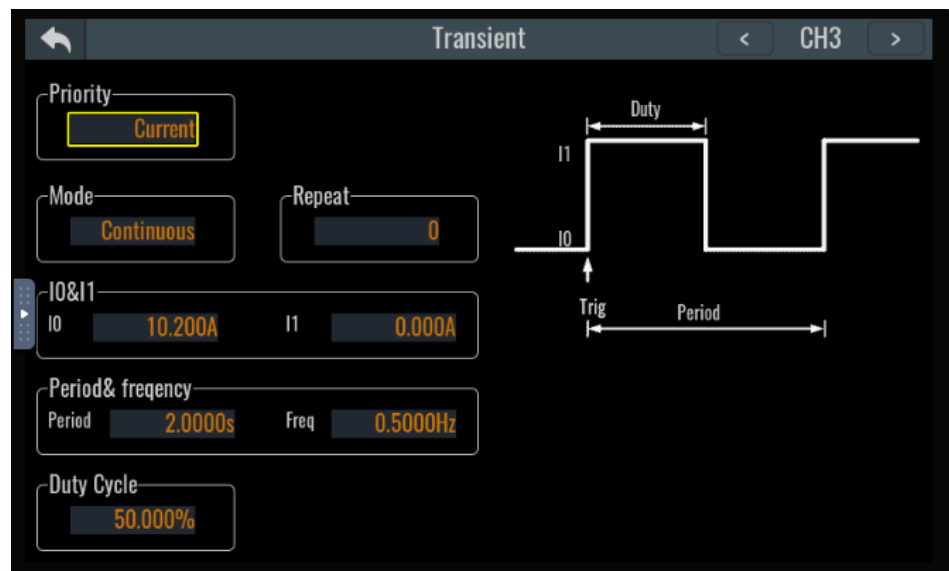 Transient
< CH3 >
Priority
Current
Mode
Continuous
Repeat
0
I0&I1
I0 10.200A I1 0.000A
Period& freqency
Period 2.0000s Freq 0.5000Hz
Duty Cycle
50.000%
Duty
I1
I0
Trig
Period